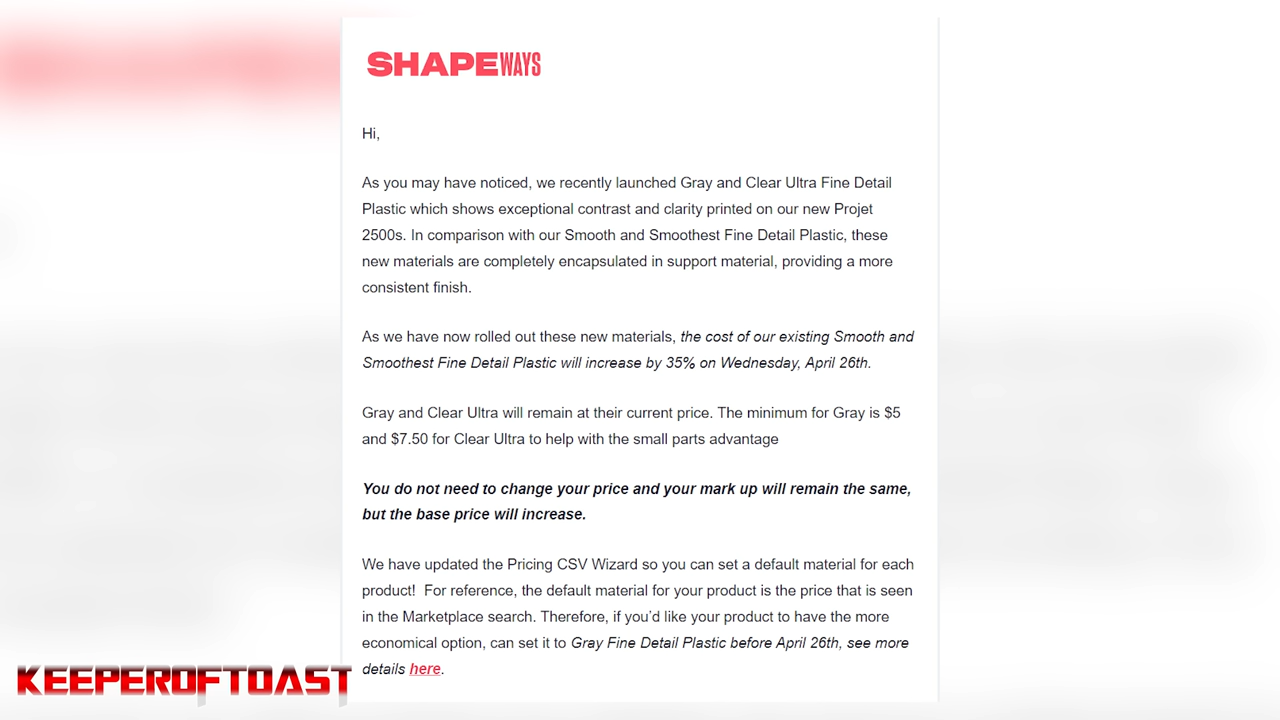 SHAPEWAYS
Hi,
As you may have noticed, we recently launched Gray and Clear Ultra Fine Detail
Plastic which shows exceptional contrast and clarity printed on our new Projet
2500s. In comparison with our Smooth and Smoothest Fine Detail Plastic, these
new materials are completely encapsulated in support material, providing a more
consistent finish.
As we have now rolled out these new materials, the cost of our existing Smooth and
Smoothest Fine Detail Plastic will increase by 35% on Wednesday, April 26th.
Gray and Clear Ultra will remain at their current price. The minimum for Gray is $5
and $7.50 for Clear Ultra to help with the small parts advantage
You do not need to change your price and your mark up will remain the same,
but the base price will increase.
We have updated the Pricing CSV Wizard so you can set a default material for each
product!  For reference, the default material for your product is the price that is seen
in the Marketplace search. Therefore, if you’d like your product to have the more
economical option, can set it to Gray Fine Detail Plastic before April 26th, see more
details here.
KEEPEROFTOAST